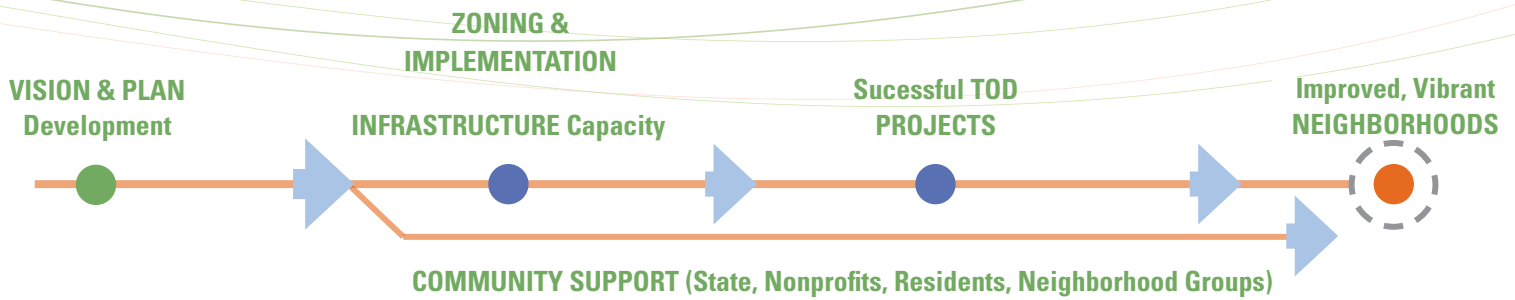 ZONING &
IMPLEMENTATION
VISION & PLAN
Development
INFRASTRUCTURE Capacity
Sucessful TOD
PROJECTS
Improved, Vibrant
NEIGHBORHOODS
COMMUNITY SUPPORT (State, Nonprofits, Residents, Neighborhood Groups)